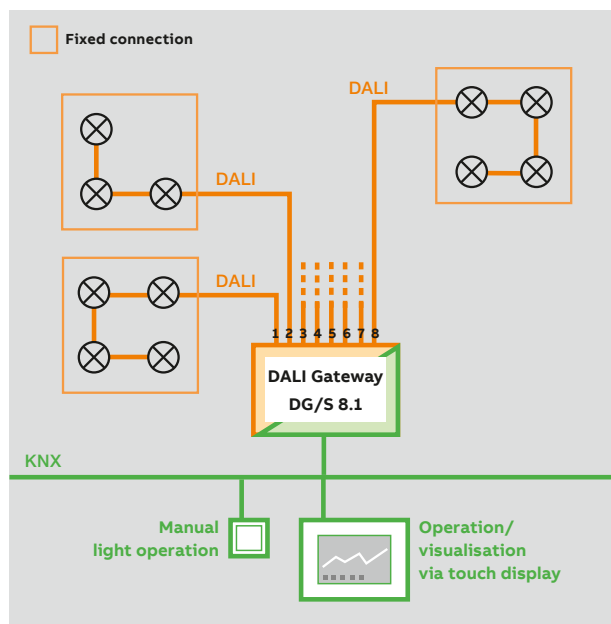 Fixed connection
DALI
DALI
DALI
1 2 3 4 5 6 7 8
DALI Gateway
DG/S 8.1
KNX
Manual
light operation
Operation/
visualisation
via touch display